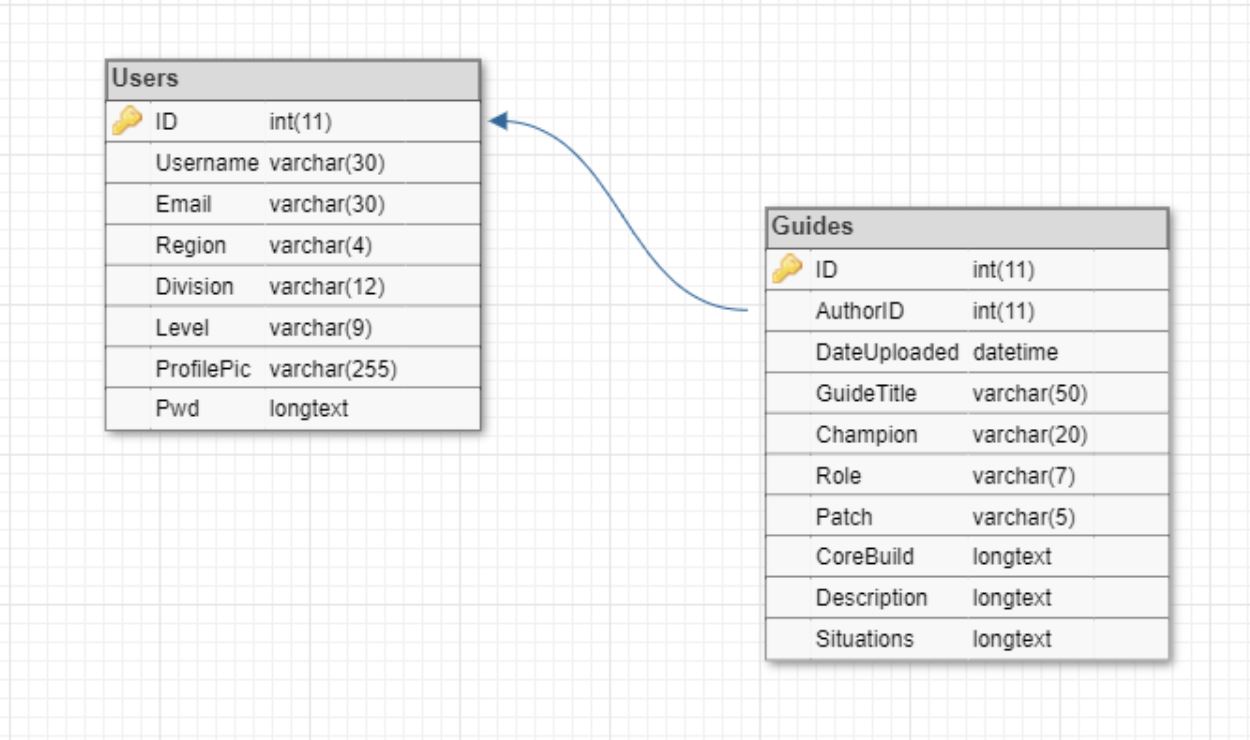 Users
ID int(11)
Username varchar(30)
Email varchar(30)
Region varchar(4)
Division varchar(12)
Level varchar(9)
ProfilePic varchar(255)
Pwd longtext
Guides
ID int(11)
AuthorID int(11)
DateUploaded datetime
GuideTitle varchar(50)
Champion varchar(20)
Role varchar(7)
Patch varchar(5)
CoreBuild longtext
Description longtext
Situations longtext